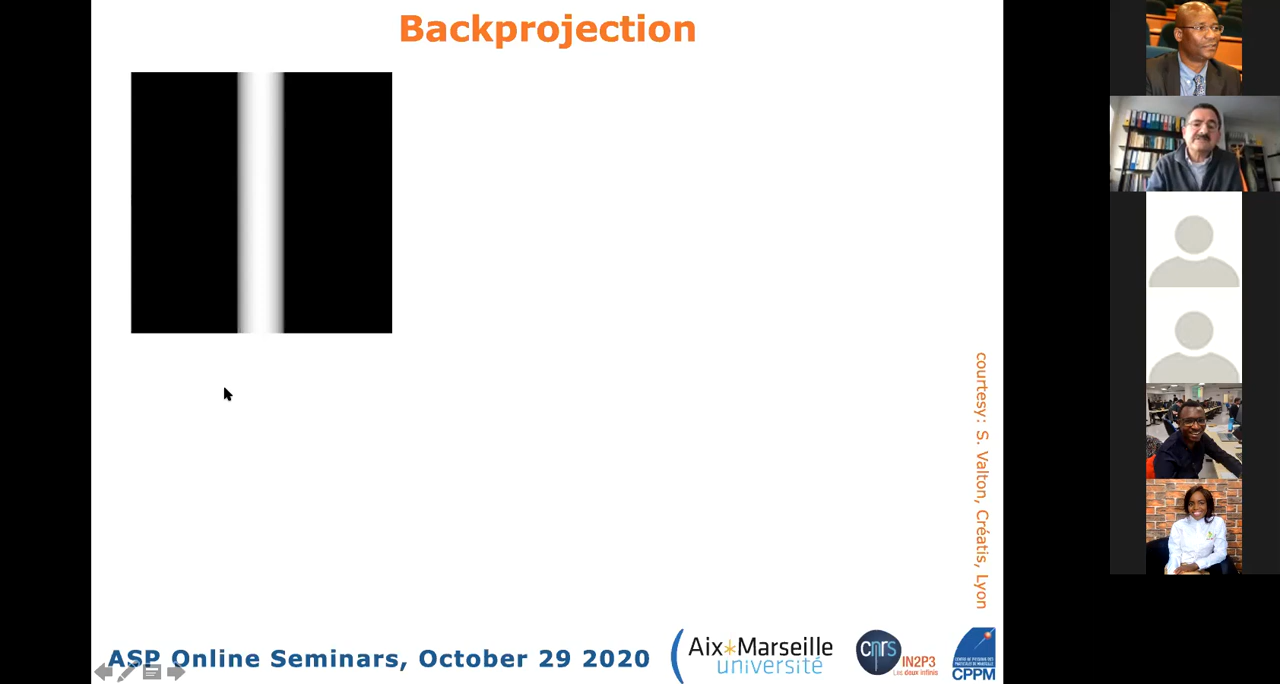 Backprojection
courtesy: S. Valton, Créatis, Lyon
ASP Online Seminars, October 29 2020
Aix*Marseille
université
cnrs
IN2P3
Les deux infinis
CPPM